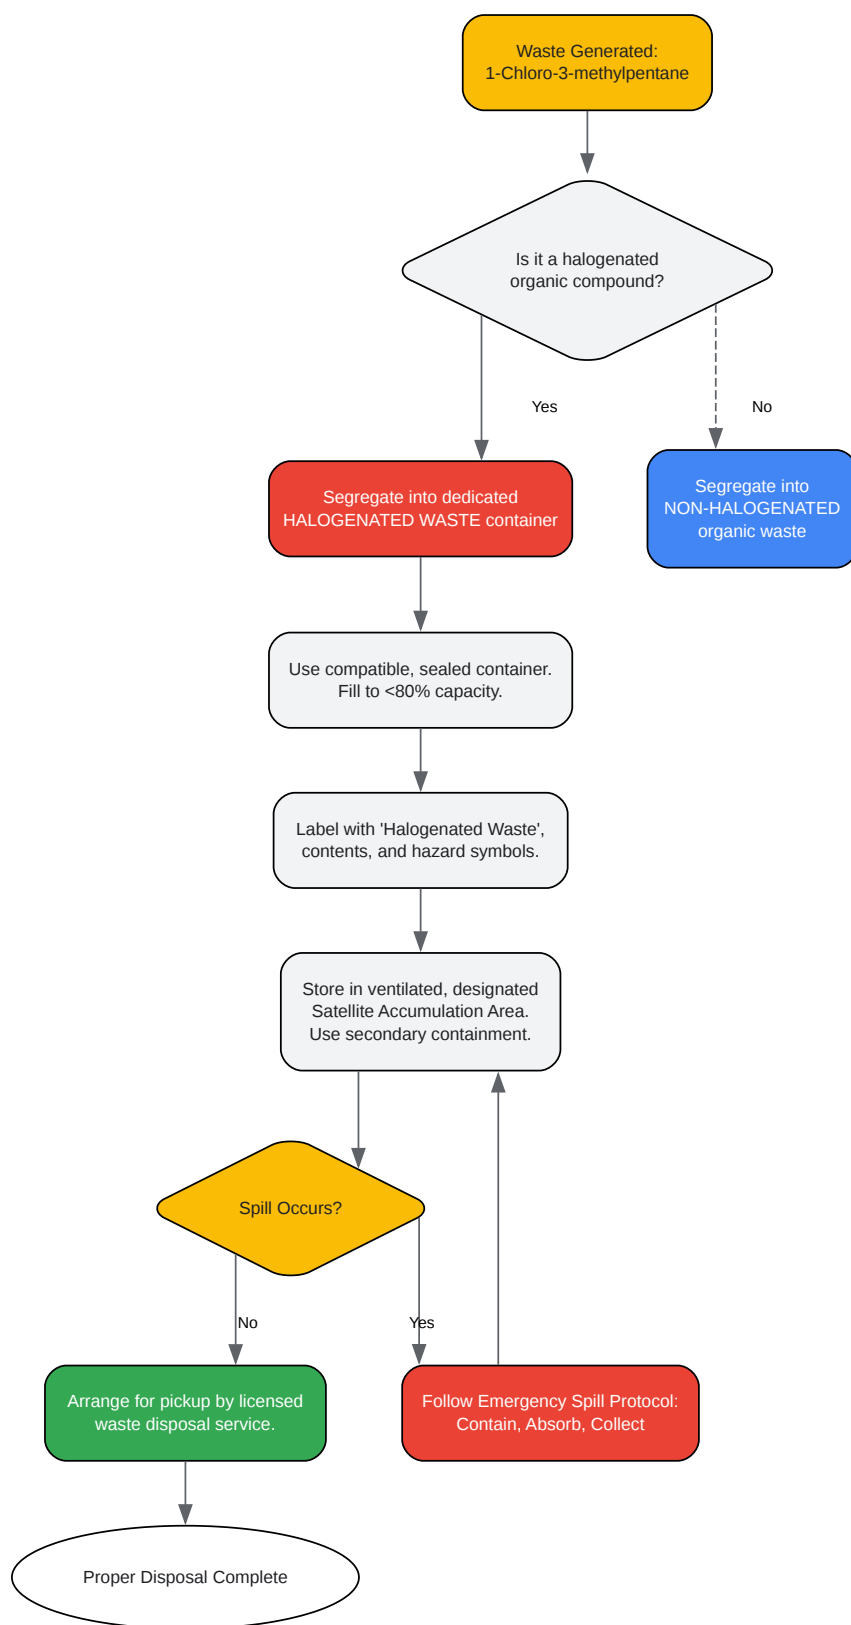 Waste Generated:
1-Chloro-3-methylpentane
Is it a halogenated
organic compound?
Yes
No
Segregate into dedicated
HALOGENATED WASTE container
Segregate into
NON-HALOGENATED
organic waste
Use compatible, sealed container.
Fill to <80% capacity.
Label with 'Halogenated Waste',
contents, and hazard symbols.
Store in ventilated, designated
Satellite Accumulation Area.
Use secondary containment.
Spill Occurs?
No
Yes
Arrange for pickup by licensed
waste disposal service.
Follow Emergency Spill Protocol:
Contain, Absorb, Collect
Proper Disposal Complete